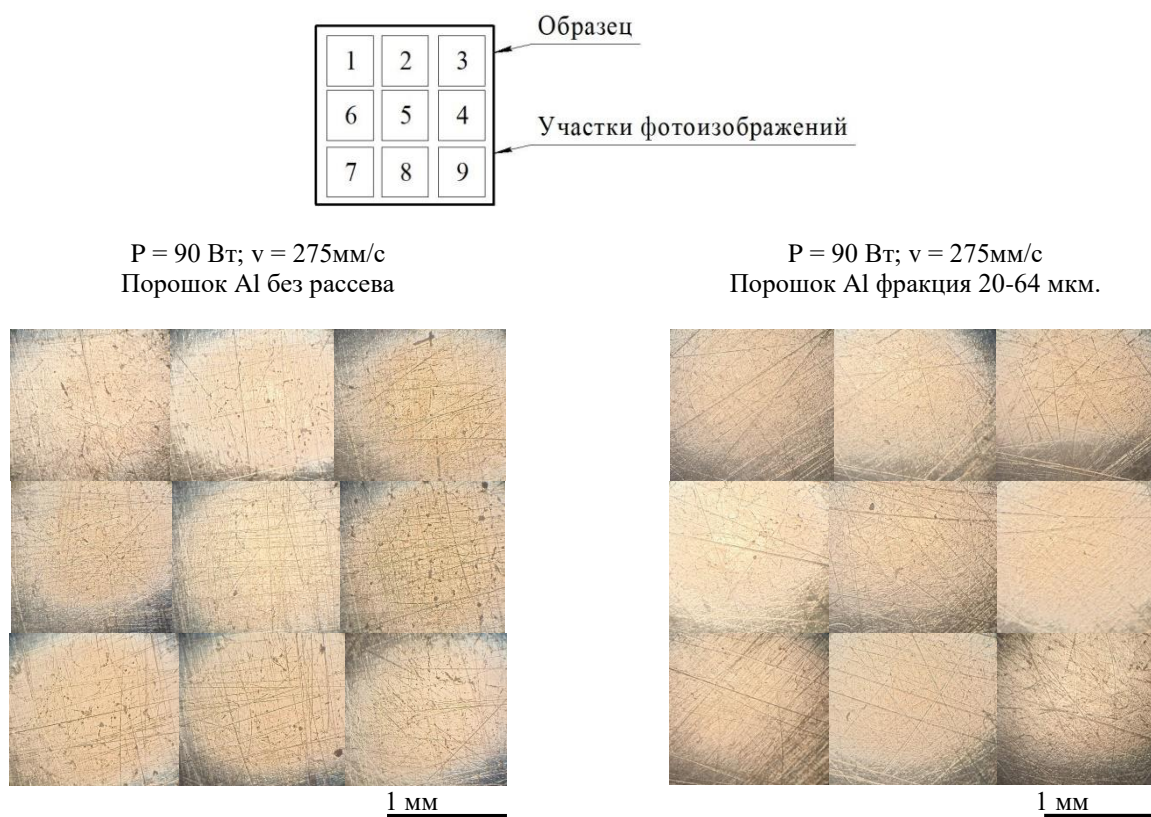 Образец
1 2 3
6 5 4
Участки фотоизображений
7 8 9
P = 90 Вт; v = 275мм/с
Порошок Al без рассева
P = 90 Вт; v = 275мм/с
Порошок Al фракция 20-64 мкм.
1 мм
1 мм